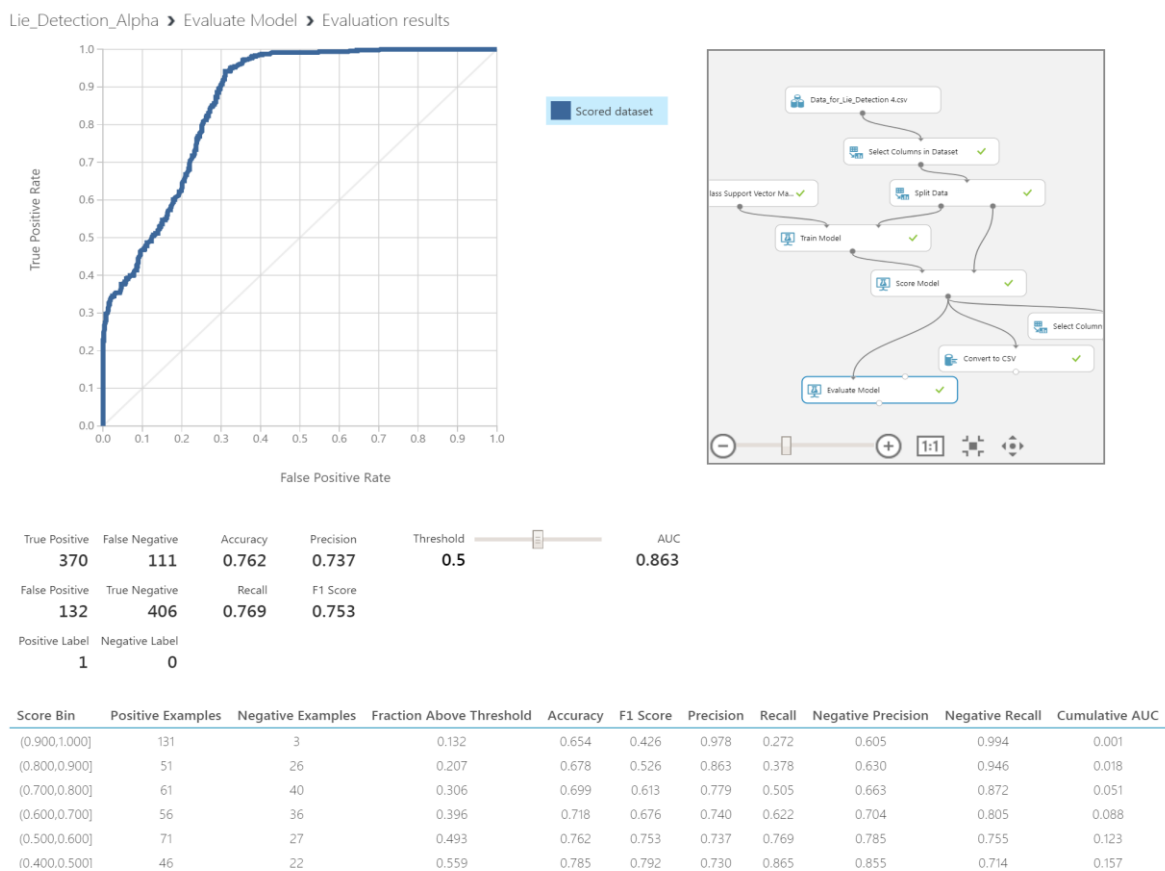 Lie_Detection_Alpha > Evaluate Model > Evaluation results
1.0
0.9
0.8
0.7
0.6
0.5
0.4
0.3
0.2
0.1
0.0
True Positive Rate
0.0 0.1 0.2 0.3 0.4 0.5 0.6 0.7 0.8 0.9 1.0
False Positive Rate
Scored dataset
Data_for_Lie_Detection 4.csv
Select Columns in Dataset
lass Support Vector Ma...
Split Data
Train Model
Score Model
Select Column
Convert to CSV
Evaluate Model
1:1
True Positive False Negative Accuracy Precision Threshold AUC
370 111 0.762 0.737 0.5 0.863
False Positive True Negative Recall F1 Score
132 406 0.769 0.753
Positive Label Negative Label
1 0
Score Bin Positive Examples Negative Examples Fraction Above Threshold Accuracy F1 Score Precision Recall Negative Precision Negative Recall Cumulative AUC
(0.900,1.000] 131 3 0.132 0.654 0.426 0.978 0.272 0.605 0.994 0.001
(0.800,0.900] 51 26 0.207 0.678 0.526 0.863 0.378 0.630 0.946 0.018
(0.700,0.800] 61 40 0.306 0.699 0.613 0.779 0.505 0.663 0.872 0.051
(0.600,0.700] 56 36 0.396 0.718 0.676 0.740 0.622 0.704 0.805 0.088
(0.500,0.600] 71 27 0.493 0.762 0.753 0.737 0.769 0.785 0.755 0.123
(0.400,0.500] 46 22 0.559 0.785 0.792 0.730 0.865 0.855 0.714 0.157